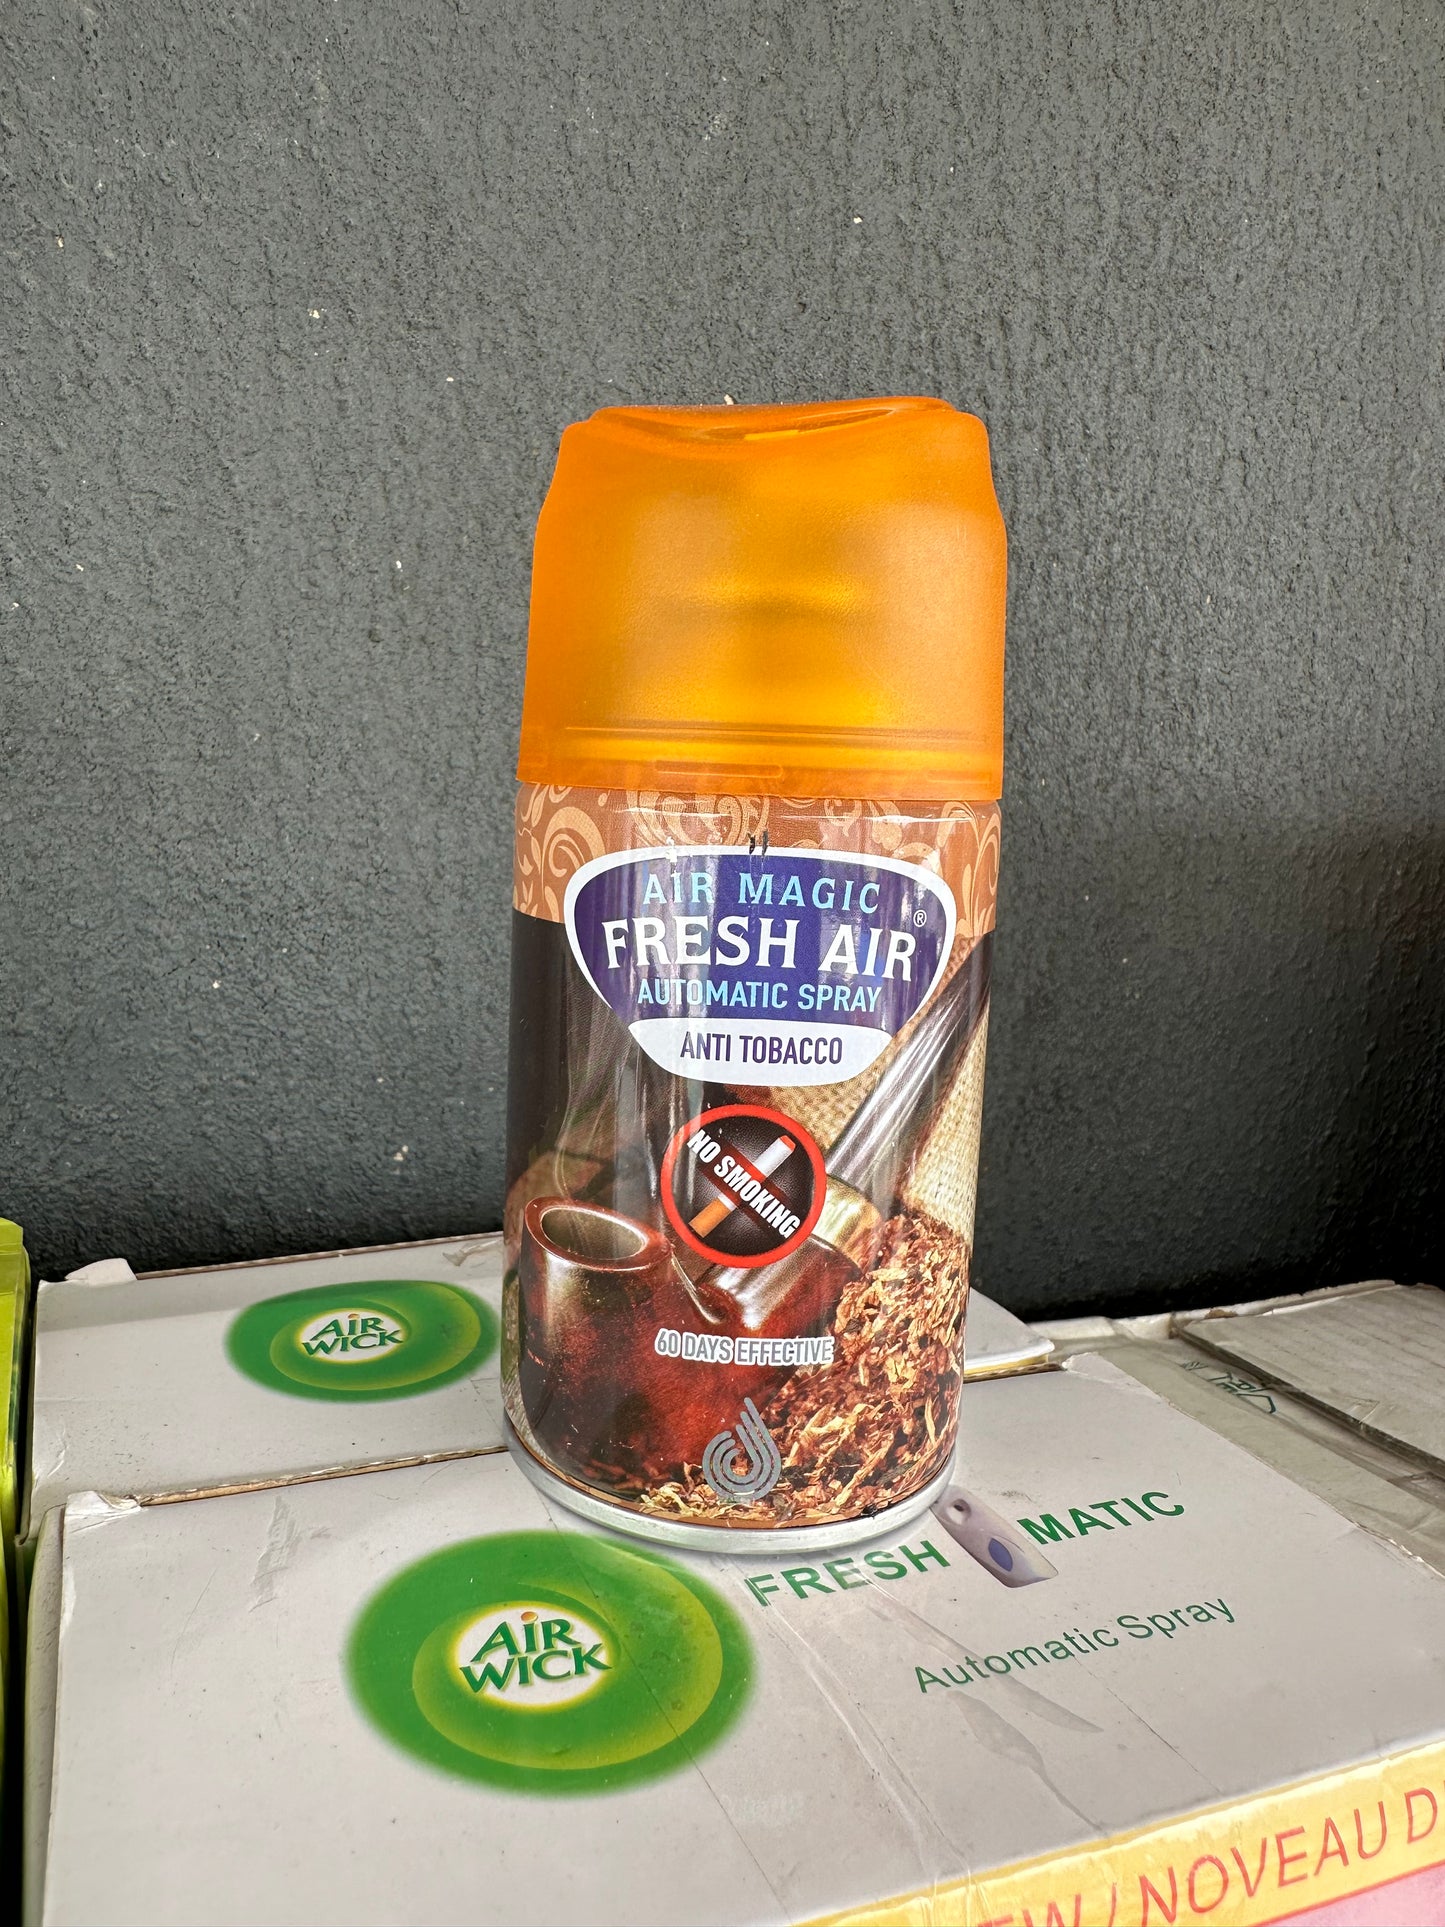 AIR MAGIC
FRESH AIR®
AUTOMATIC SPRAY
ANTI TOBACCO
NO SMOKING
60 DAYS EFFECTIVE
AIR
WICK
AIR
WICK
FRESH MATIC
Automatic Spray
/ NOUVEAU